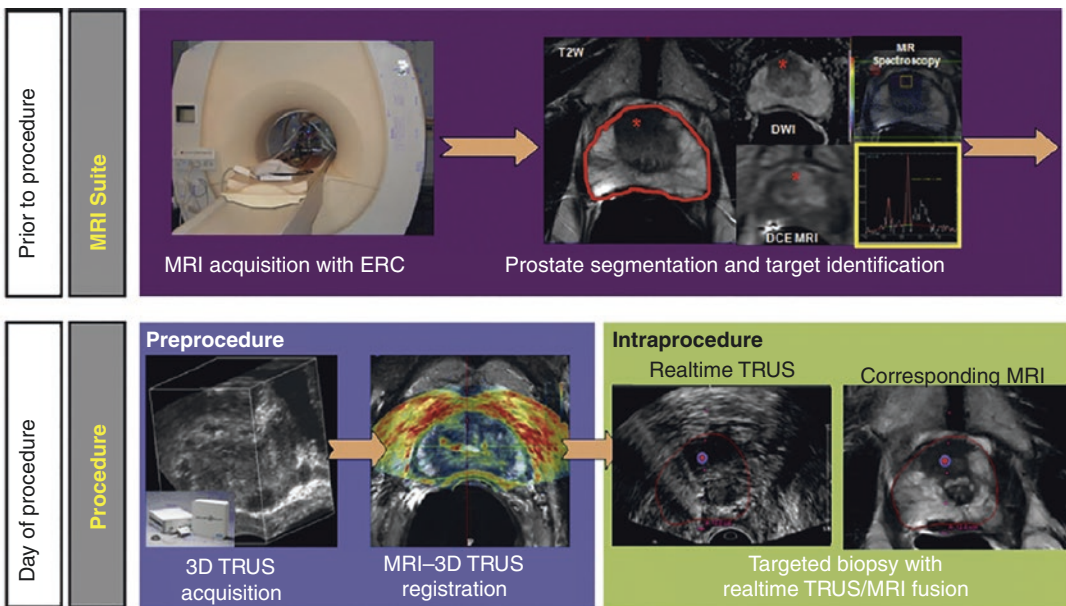 Prior to procedure
MRI Suite
T2W
DWI
DCE MRI
MR
Spectroscopy
MRI acquisition with ERC
Prostate segmentation and target identification
Day of procedure
Procedure
Preprocedure
3D TRUS
acquisition
MRI–3D TRUS
registration
Intraprocedure
Realtime TRUS
Corresponding MRI
Targeted biopsy with
realtime TRUS/MRI fusion